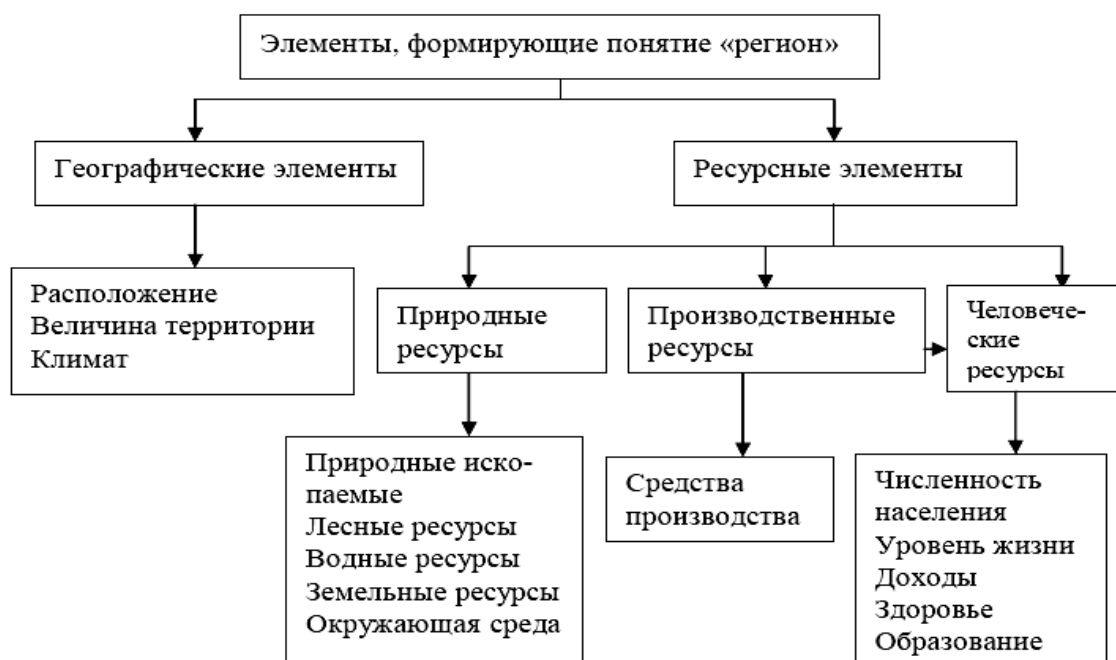 Элементы, формирующие понятие «регион»
Географические элементы
Ресурсные элементы
Расположение
Величина территории
Климат
Природные
ресурсы
Производственные
ресурсы
Человече-
ские
ресурсы
Природные иско-
паемые
Лесные ресурсы
Водные ресурсы
Земельные ресурсы
Окружающая среда
Средства
производства
Численность
населения
Уровень жизни
Доходы
Здоровье
Образование